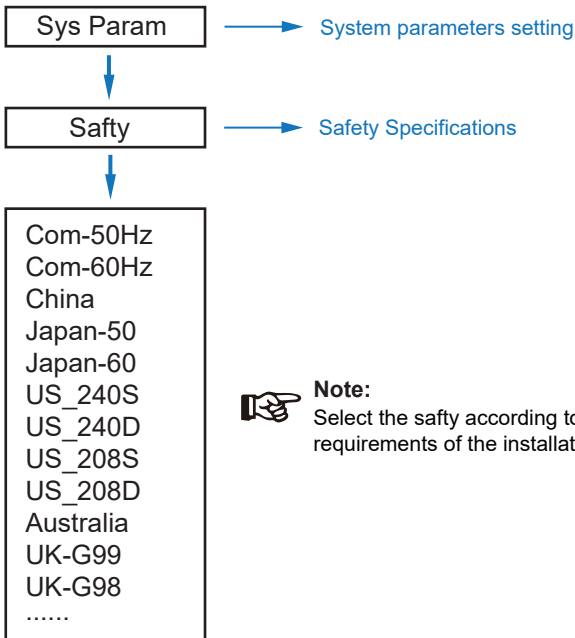 Sys Param
System parameters setting
Safty
Safety Specifications
Com-50Hz
Com-60Hz
China
Japan-50
Japan-60
US_240S
US_240D
US_208S
US_208D
Australia
UK-G99
UK-G98
......
Note:
Select the safty according to
requirements of the